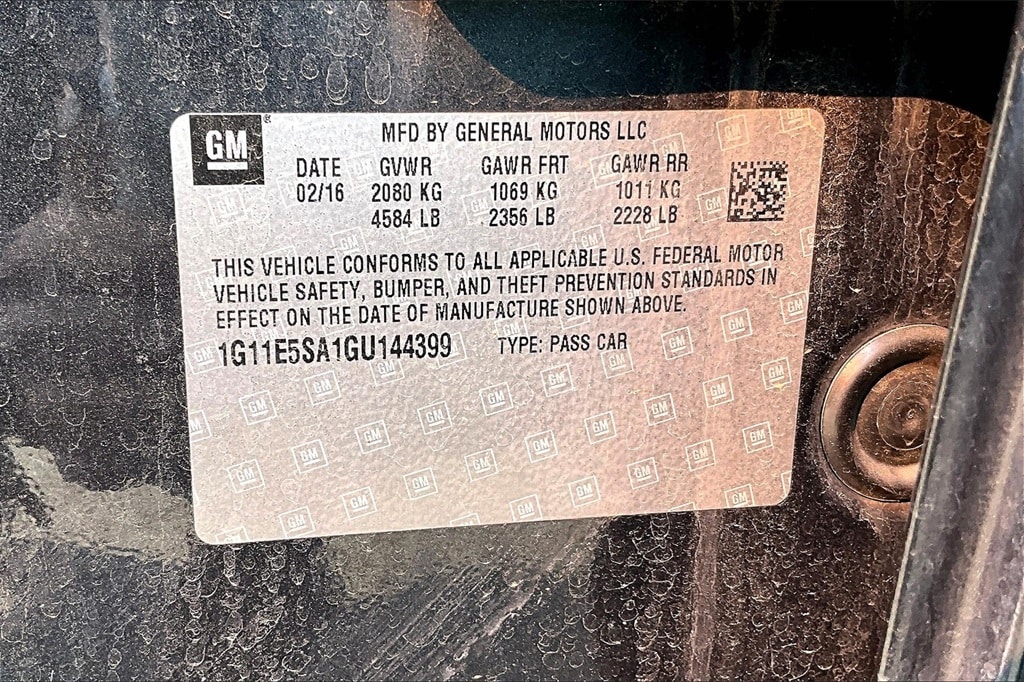 GM
MFD BY GENERAL MOTORS LLC
DATE GVWR GAWR FRT GAWR RR
02/16 2080 KG 1069 KG 1011 KG
4584 LB 2356 LB 2228 LB
THIS VEHICLE CONFORMS TO ALL APPLICABLE U.S. FEDERAL MOTOR
VEHICLE SAFETY, BUMPER, AND THEFT PREVENTION STANDARDS IN
EFFECT ON THE DATE OF MANUFACTURE SHOWN ABOVE.
1G11E5SA1GU144399 TYPE: PASS CAR